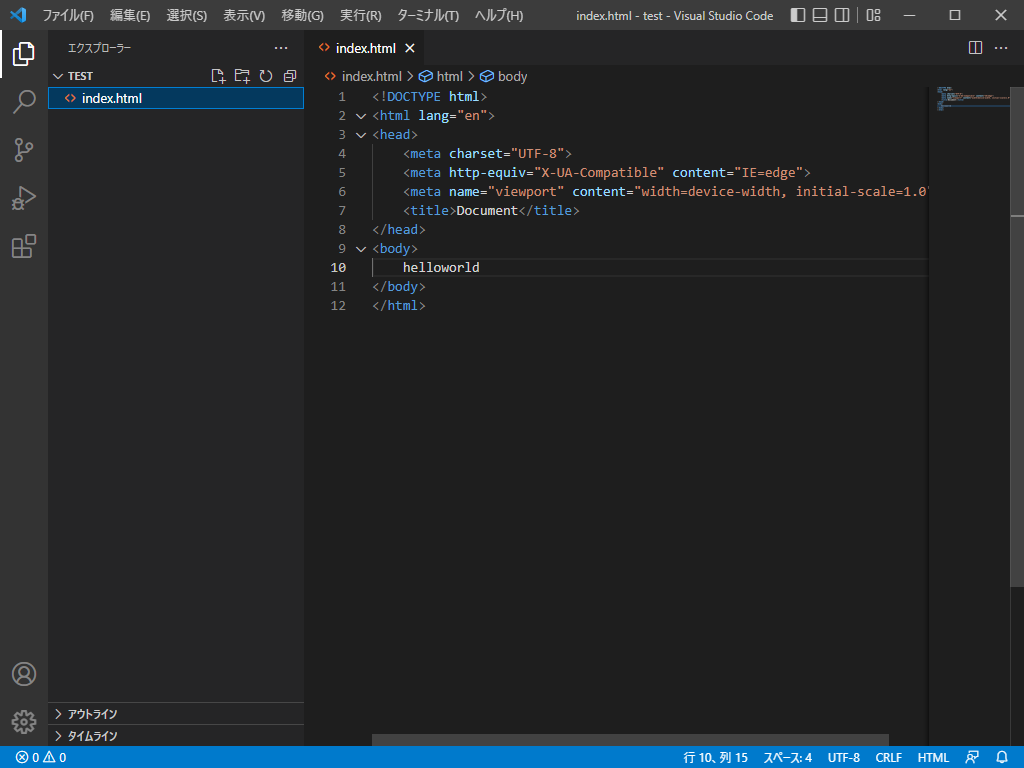 ファイル(F) 編集(E) 選択(S) 表示(V) 移動(G) 実行(R) ターミナル(T) ヘルプ(H) index.html - test - Visual Studio Code
エクスプローラー
TEST
index.html
index.html
index.html > html > body
1 <!DOCTYPE html>
2 <html lang="en">
3 <head>
4     <meta charset="UTF-8">
5     <meta http-equiv="X-UA-Compatible" content="IE=edge">
6     <meta name="viewport" content="width=device-width, initial-scale=1.0"
7     <title>Document</title>
8 </head>
9 <body>
10     helloworld
11 </body>
12 </html>
アウトライン
タイムライン
0 0 行 10、列 15 スペース: 4 UTF-8 CRLF HTML